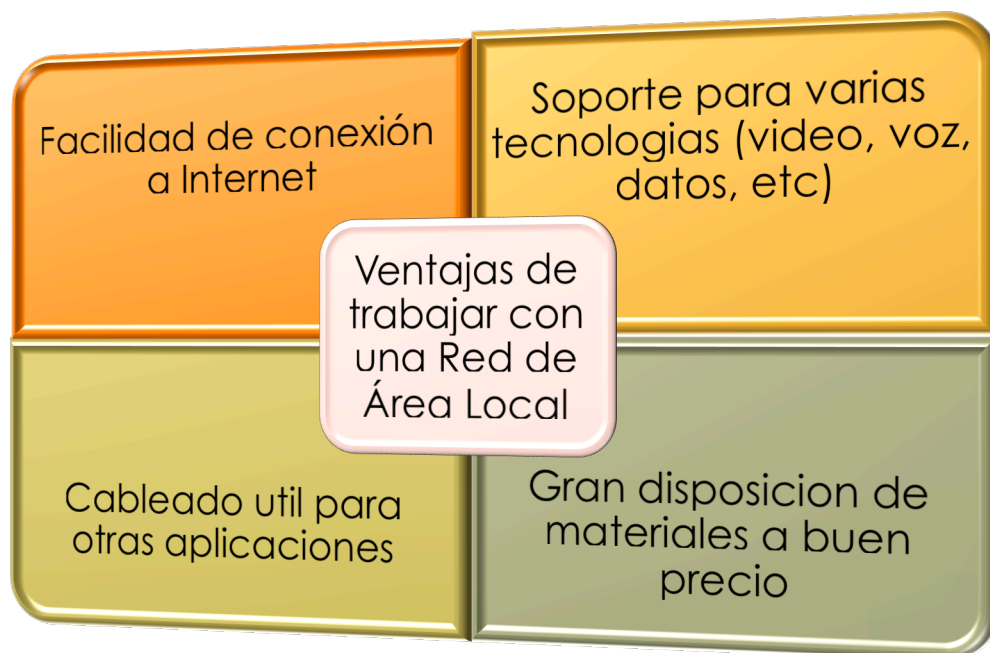 Facilidad de conexión
a Internet
Soporte para varias
tecnologias (video, voz,
datos, etc)
Ventajas de
trabajar con
una Red de
Área Local
Cableado util para
otras aplicaciones
Gran disposicion de
materiales a buen
precio